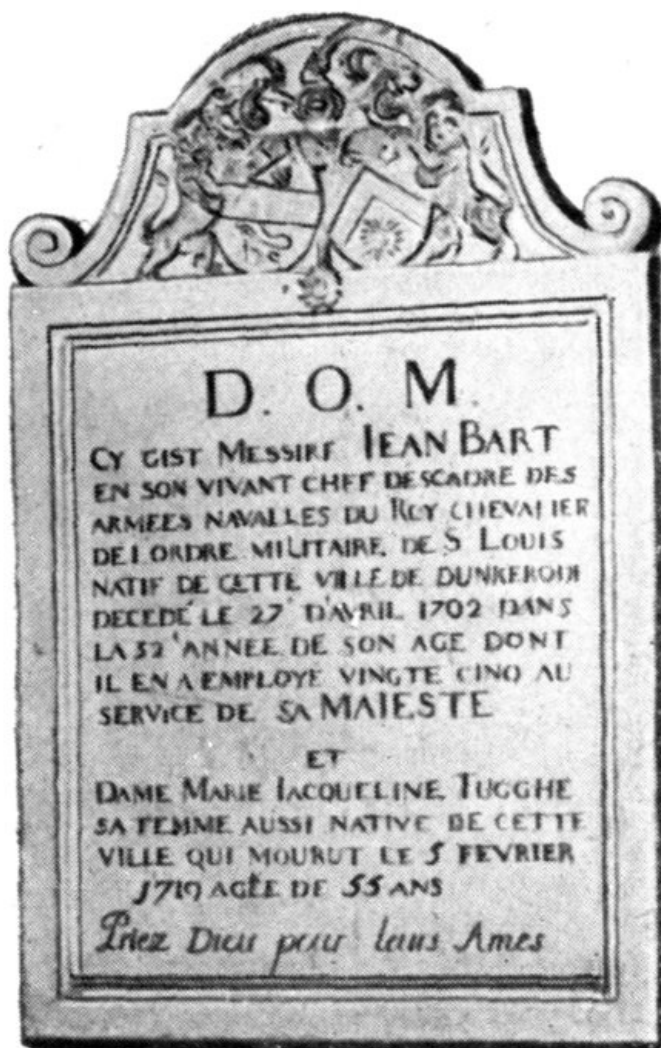 D. O. M.
CY GIST MESSIRE IEAN BART
EN SON VIVANT CHEF DESCADRE DES
ARMEES NAVALLES DU ROY CHEVALIER
DE LORDRE MILITAIRE DE S LOUIS
NATIF DE CETTE VILLE DE DUNKERQUE
DECEDÉ LE 27 D'AVRIL 1702 DANS
LA 52 ANNEE DE SON AGE DONT
IL EN A EMPLOYE VINGTE CINQ AU
SERVICE DE SA MAIESTE
ET
DAME MARIE IACQUELINE TUGGHE
SA FEMME AUSSI NATIVE DE CETTE
VILLE QUI MOURUT LE 5 FEVRIER
1719 AGÉE DE 55 ANS
Priez Dieu pour leurs Ames